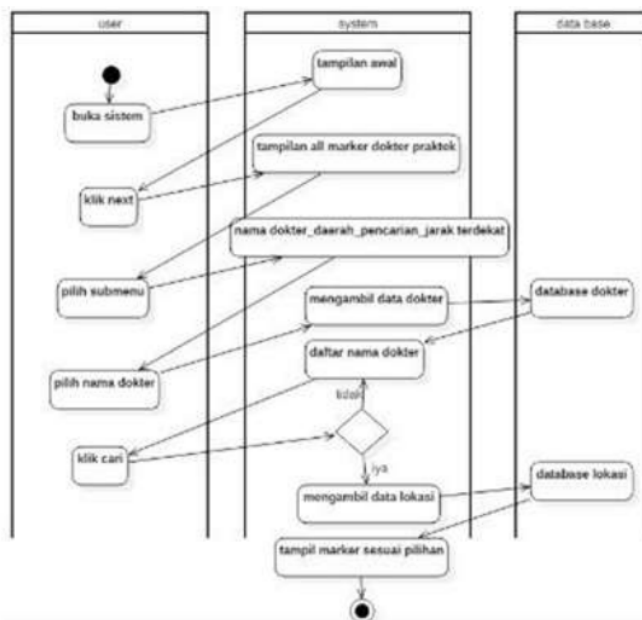 user
system
data base
tampilan awal
buka sistem
tampilan all marker dokter praktek
klik next
nama dokter_daerah_pencarian_jarak terdekat
pilih submenu
mengambil data dokter
database dokter
daftar nama dokter
pilih nama dokter
tidak
klik cari
iya
database lokasi
mengambil data lokasi
tampil marker sesuai pilihan